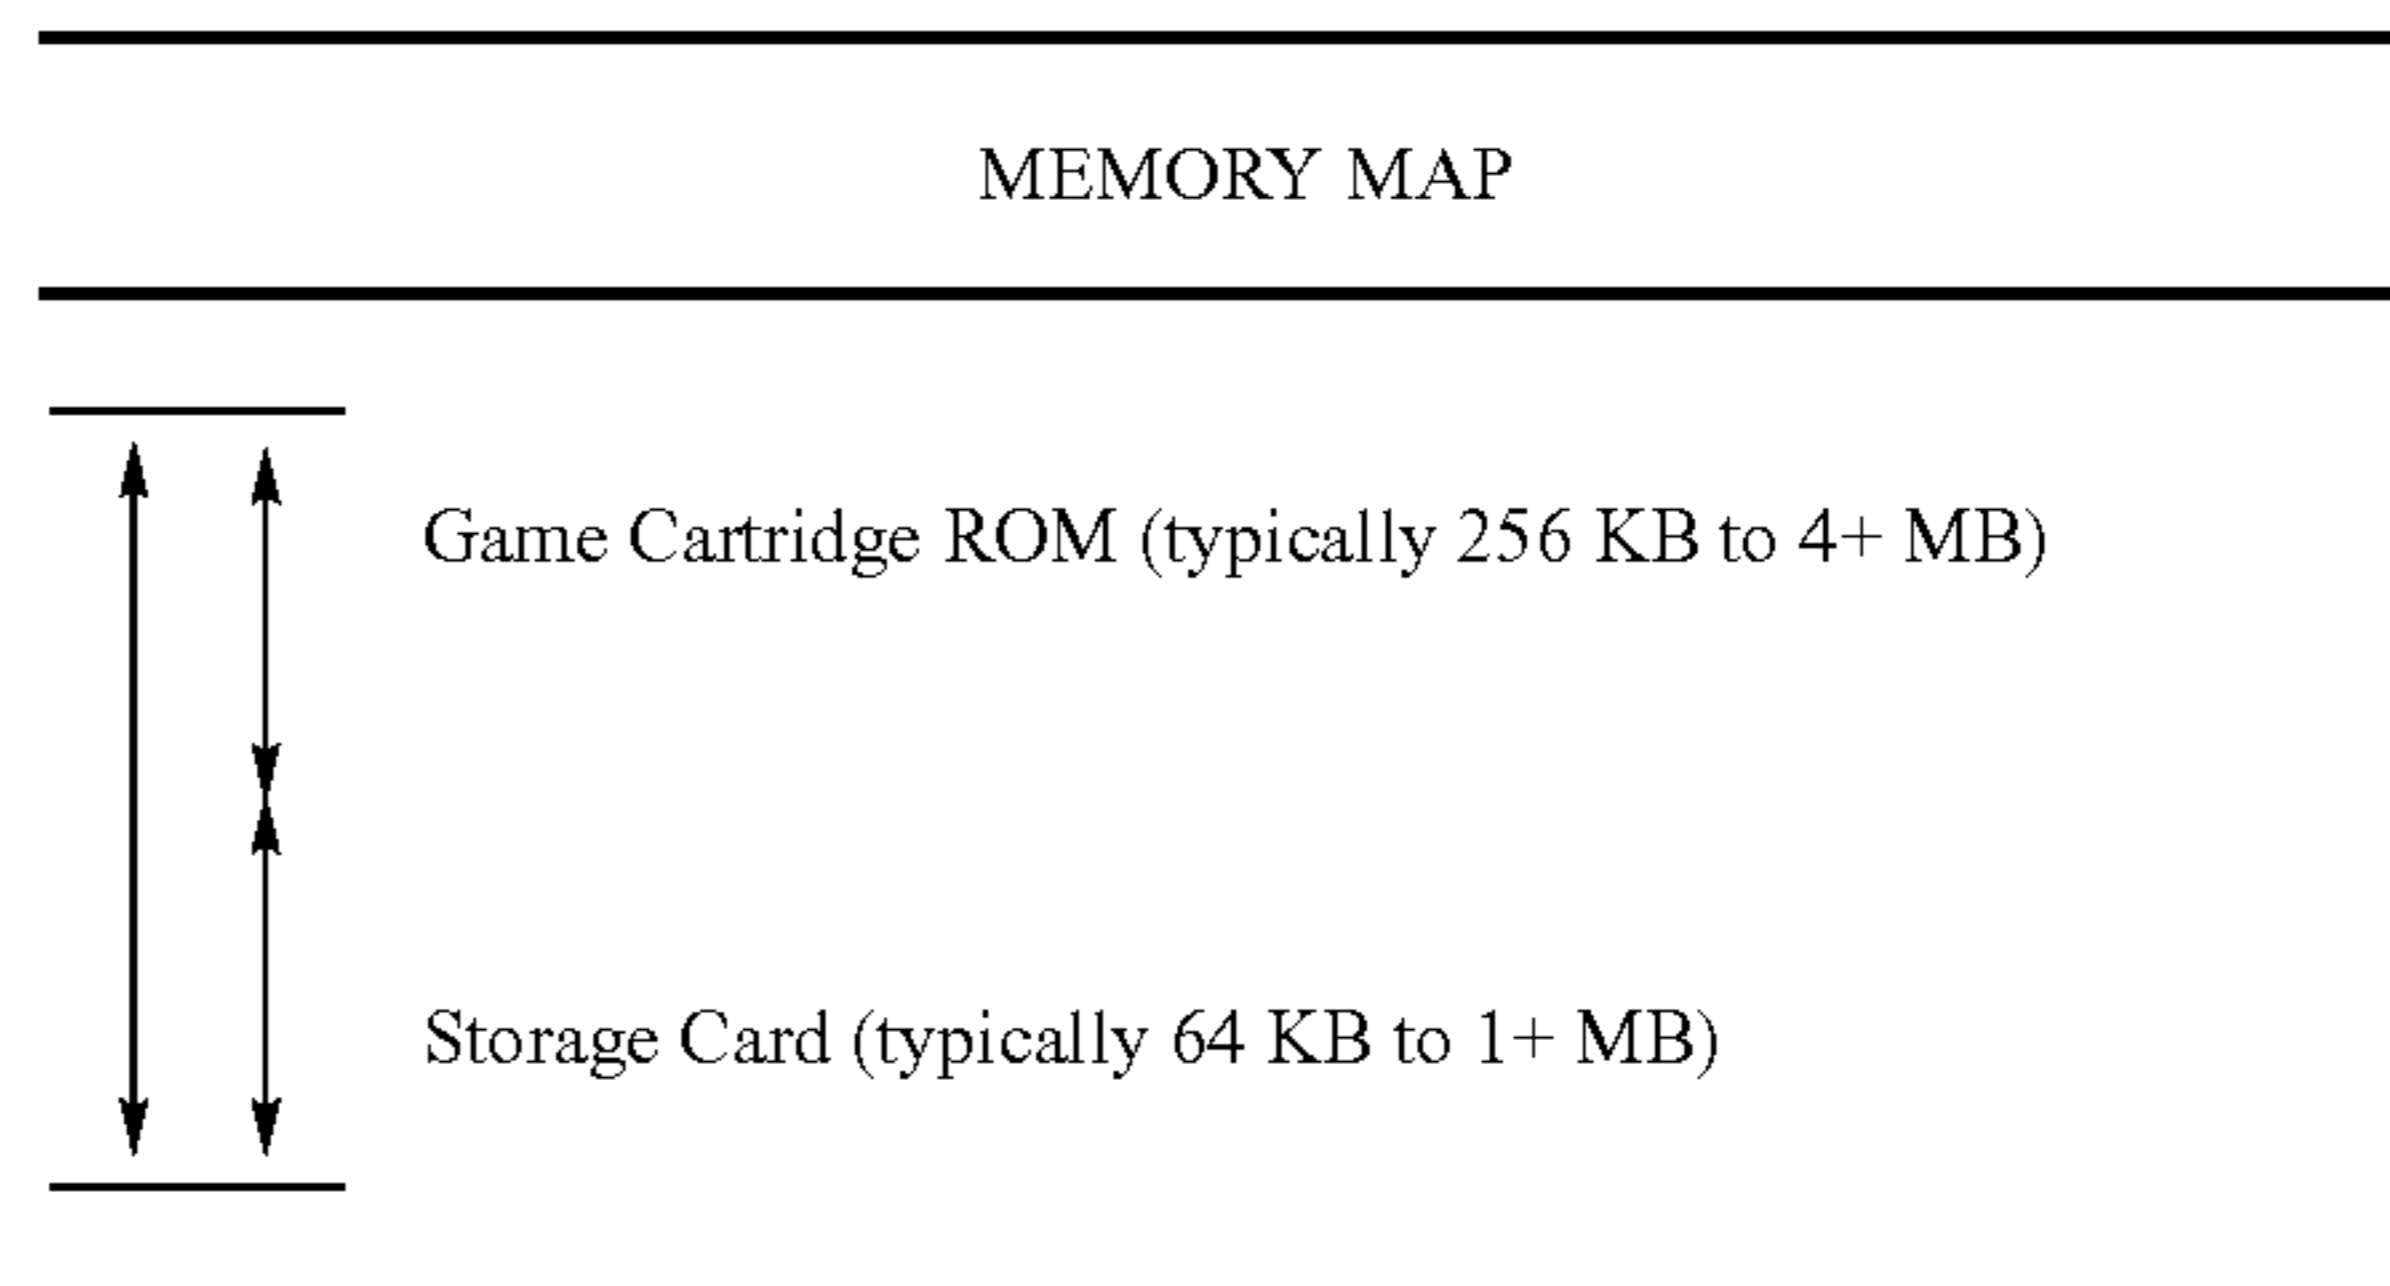 MEMORY MAP
Game Cartridge ROM (typically 256 KB to 4+ MB)
Storage Card (typically 64 KB to 1+ MB)